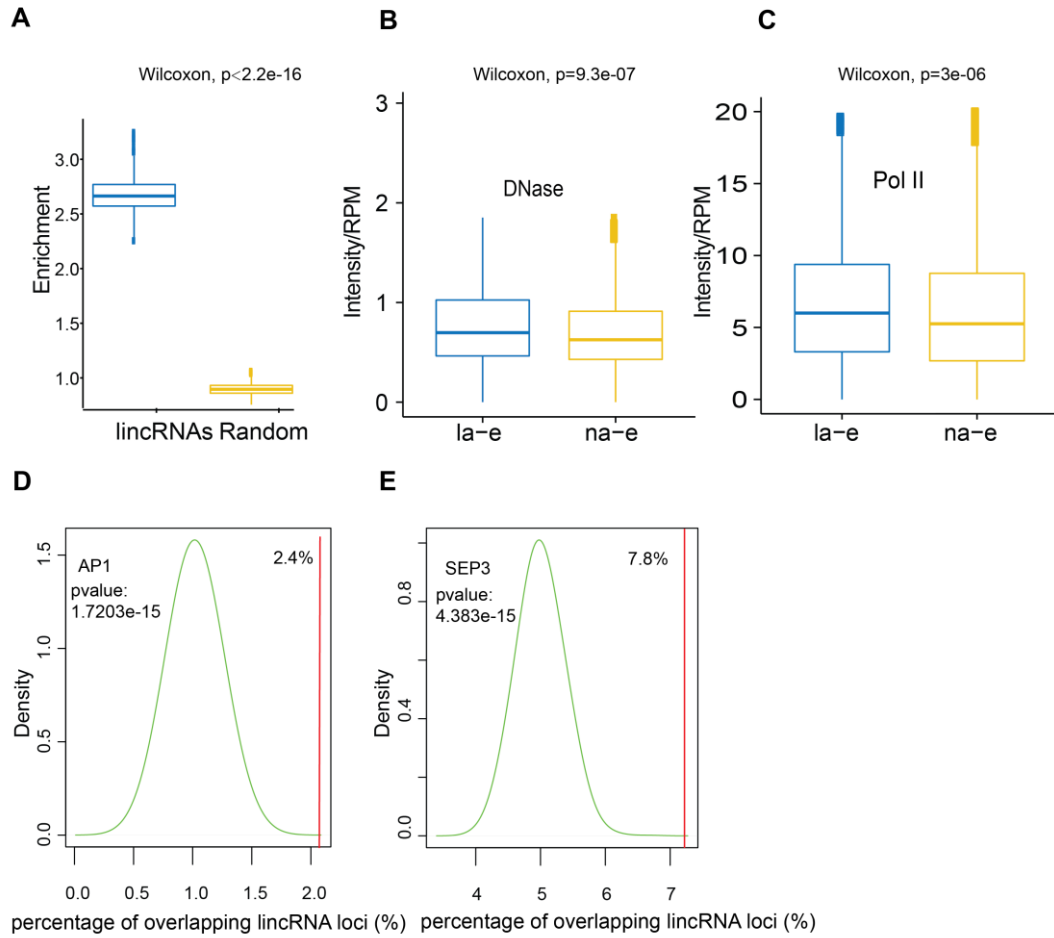 A
Wilcoxon, p<2.2e-16
Enrichment
3.0
2.5
2.0
1.5
1.0
lincRNAs Random
B
Wilcoxon, p=9.3e-07
Intensity/RPM
3
2
1
0
DNase
la-e
na-e
C
Wilcoxon, p=3e-06
Intensity/RPM
20
15
10
5
0
Pol II
la-e
na-e
D
Density
1.5
1.0
0.5
0.0
AP1
pvalue:
1.7203e-15
2.4%
0.0 0.5 1.0 1.5 2.0
percentage of overlapping lincRNA loci (%)
E
Density
0.8
0.4
0.0
SEP3
pvalue:
4.383e-15
7.8%
4 5 6 7
percentage of overlapping lincRNA loci (%)